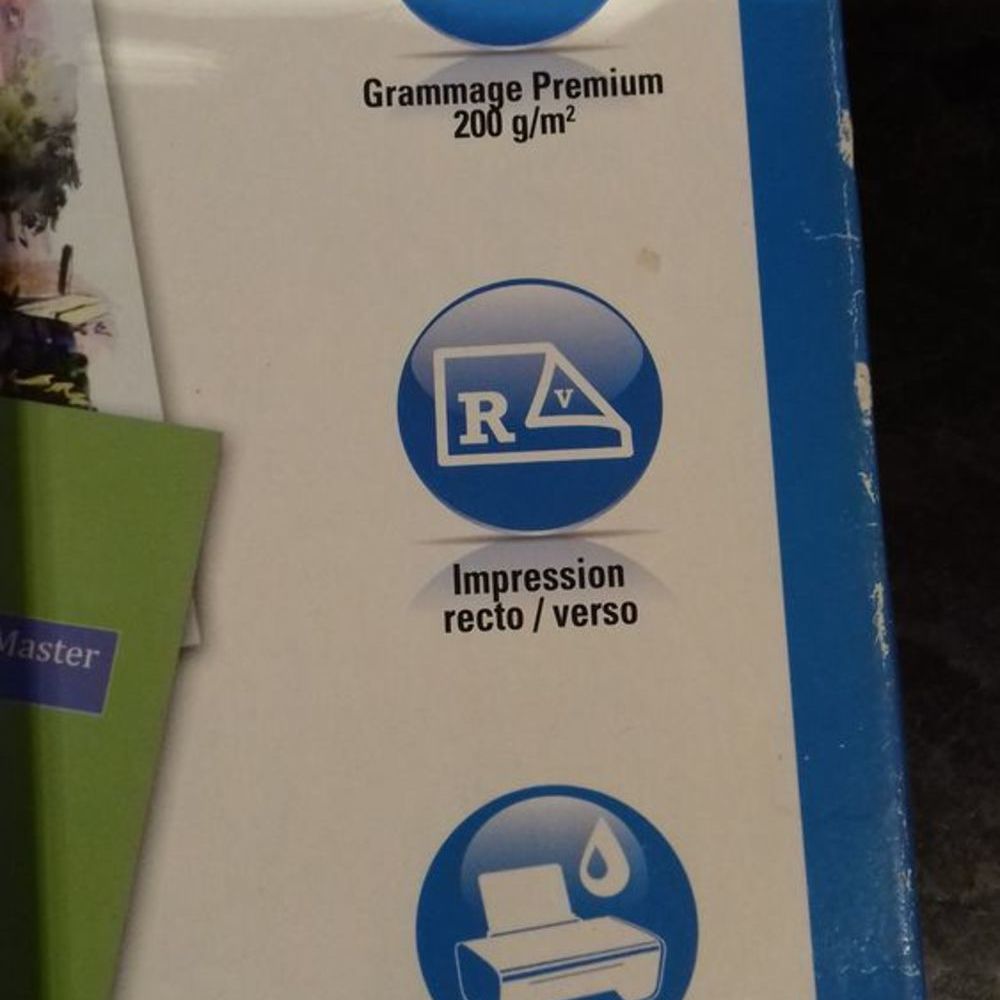 Grammage Premium
200 g/m²
R V
Impression
recto / verso
Master